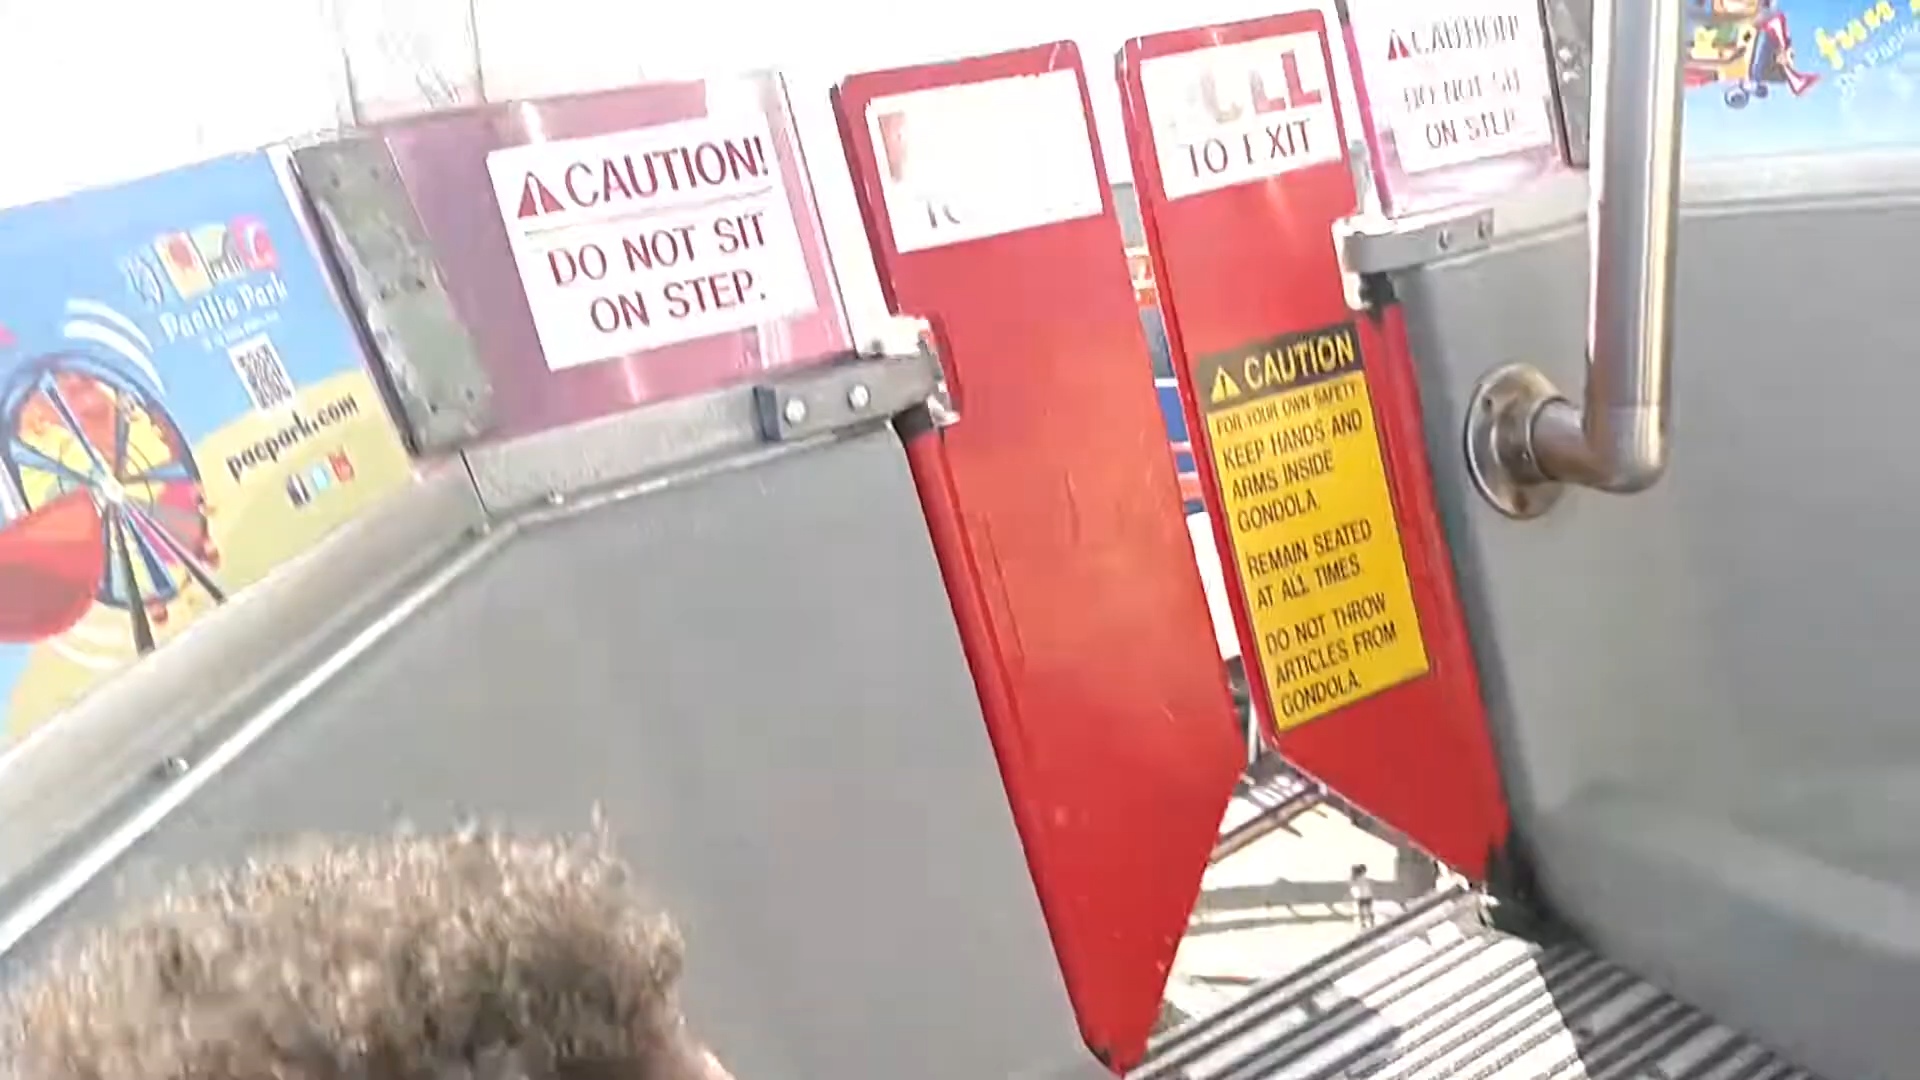 CAUTION!
DO NOT SIT
ON STEP.
Pacific Park
pacpark.com
TO
PULL
TO EXIT
CAUTION!
DO NOT SIT
ON STEP.
CAUTION
FOR YOUR OWN SAFETY
KEEP HANDS AND
ARMS INSIDE
GONDOLA.
REMAIN SEATED
AT ALL TIMES.
DO NOT THROW
ARTICLES FROM
GONDOLA.